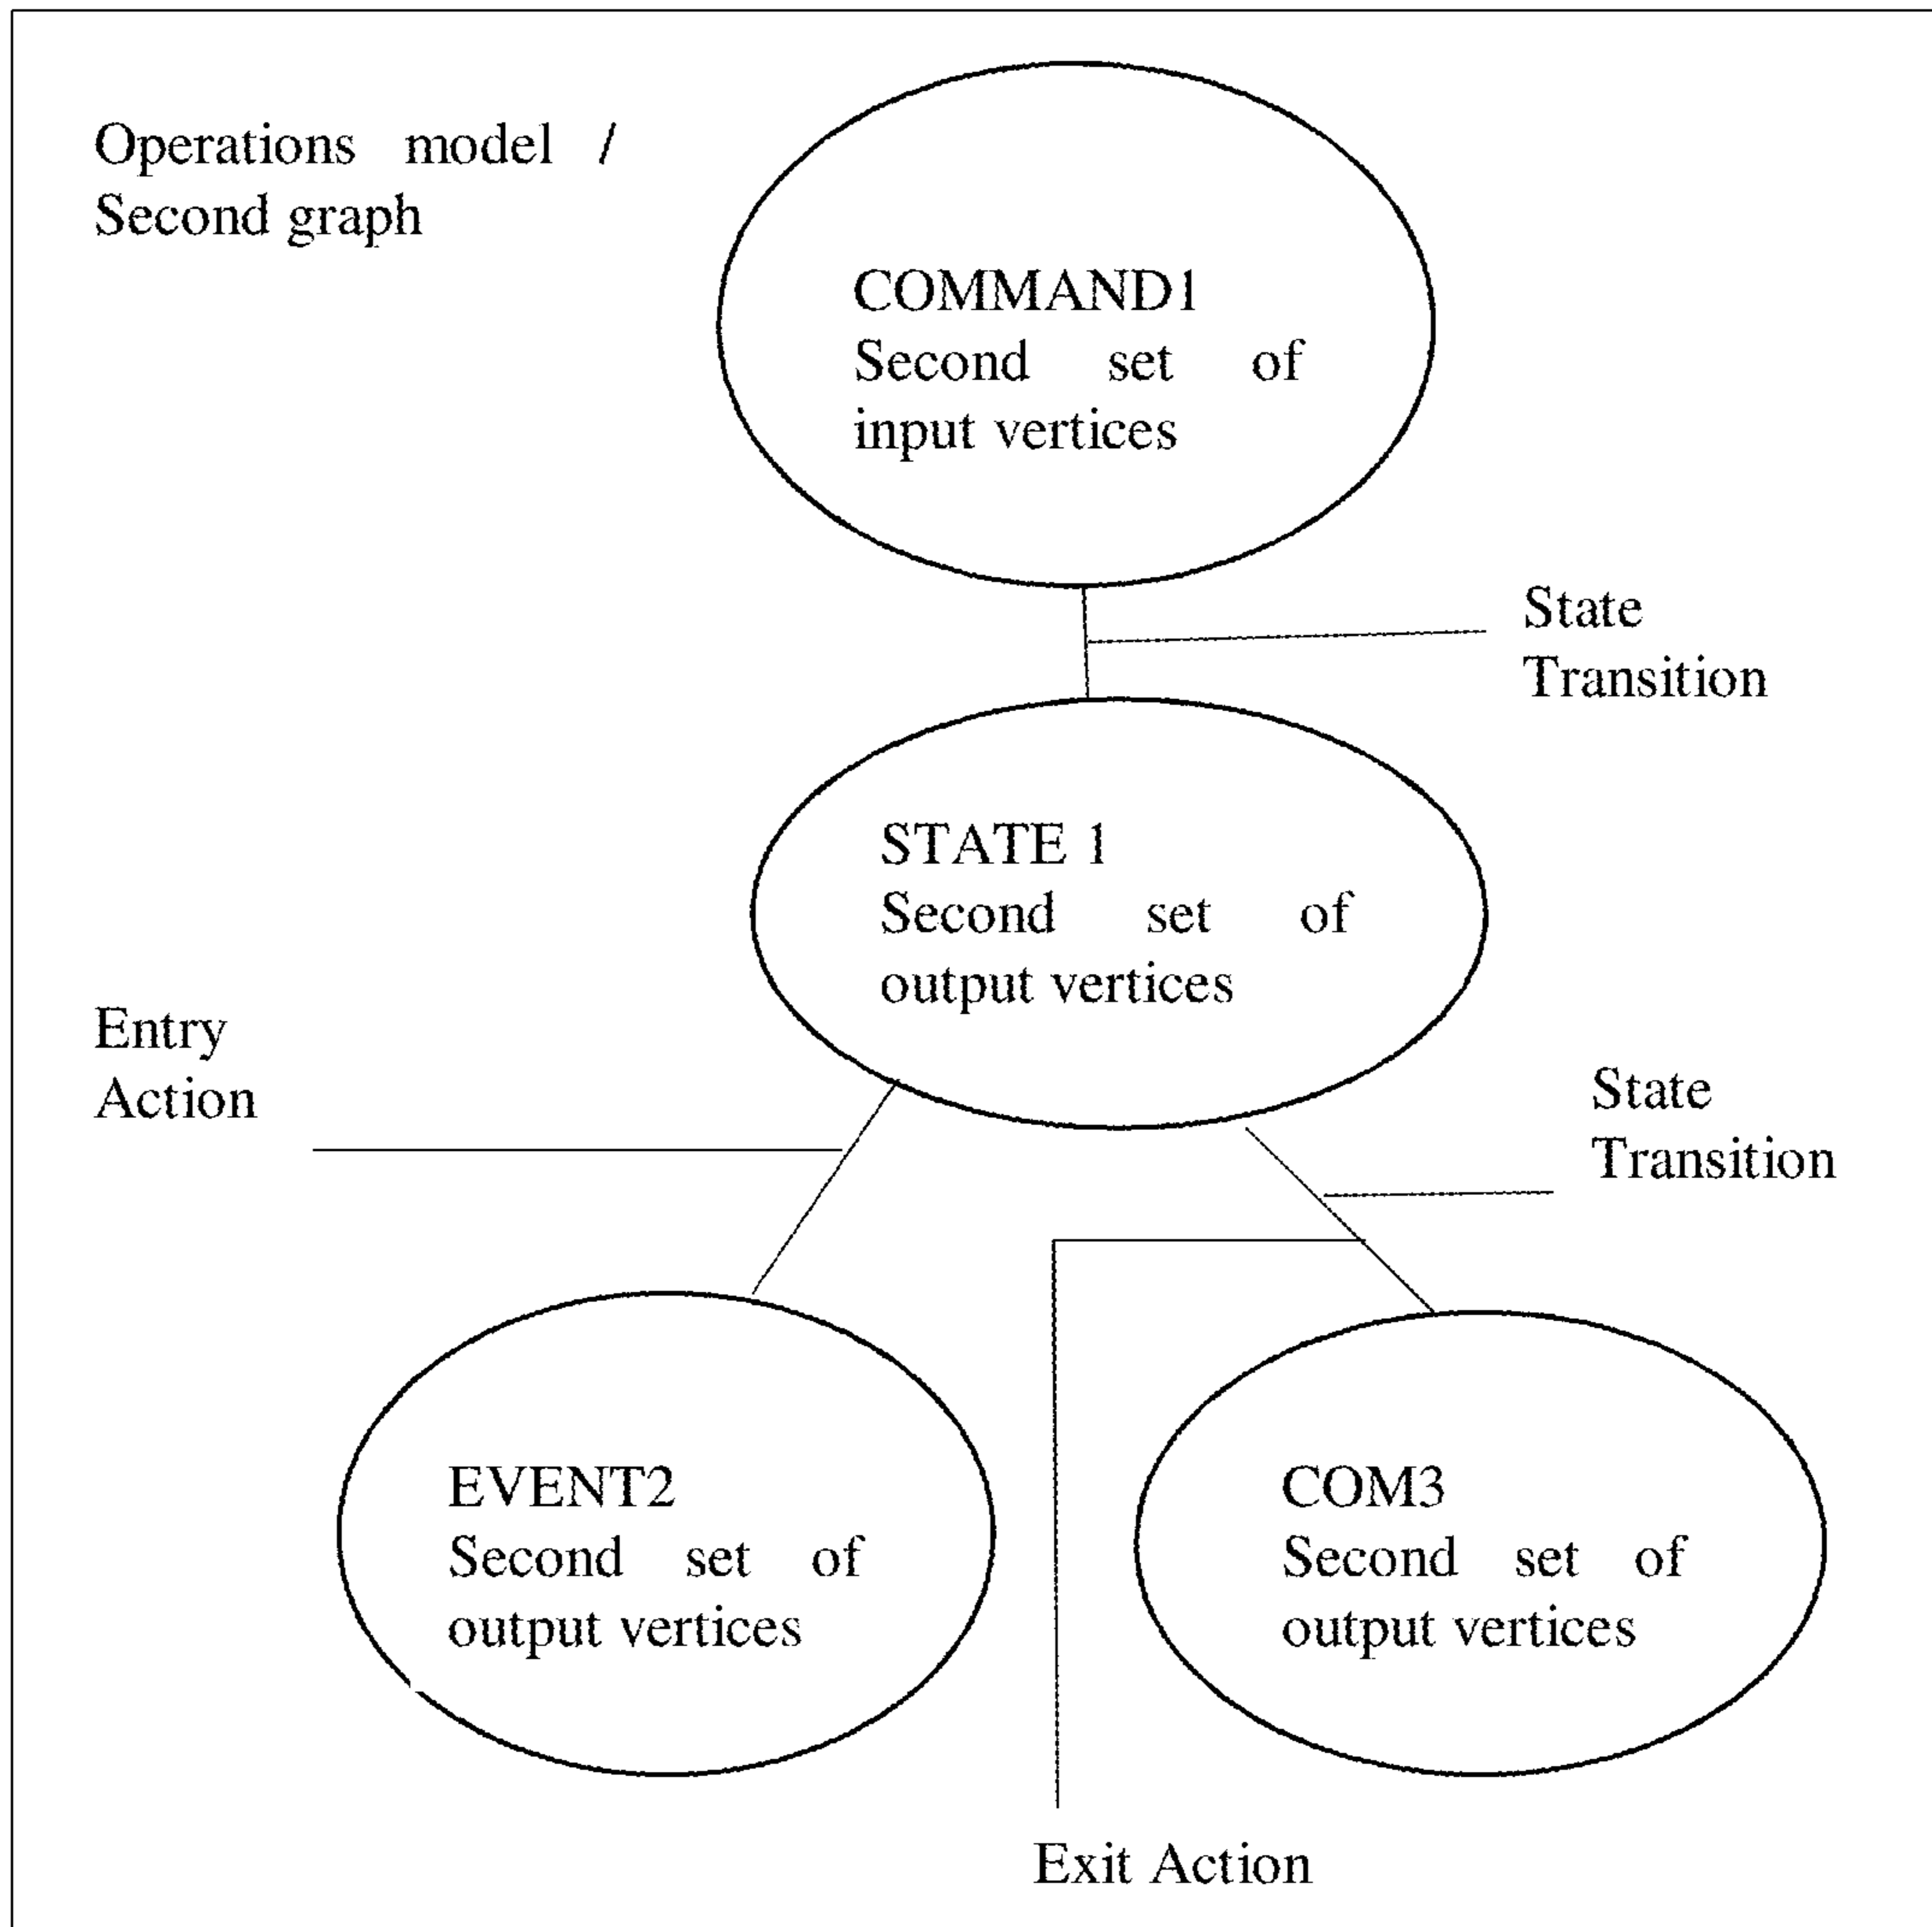 Operations model /
Second graph
COMMAND1
Second set of
input vertices
State
Transition
STATE 1
Second set of
output vertices
Entry
Action
State
Transition
EVENT2
Second set of
output vertices
COM3
Second set of
output vertices
Exit Action